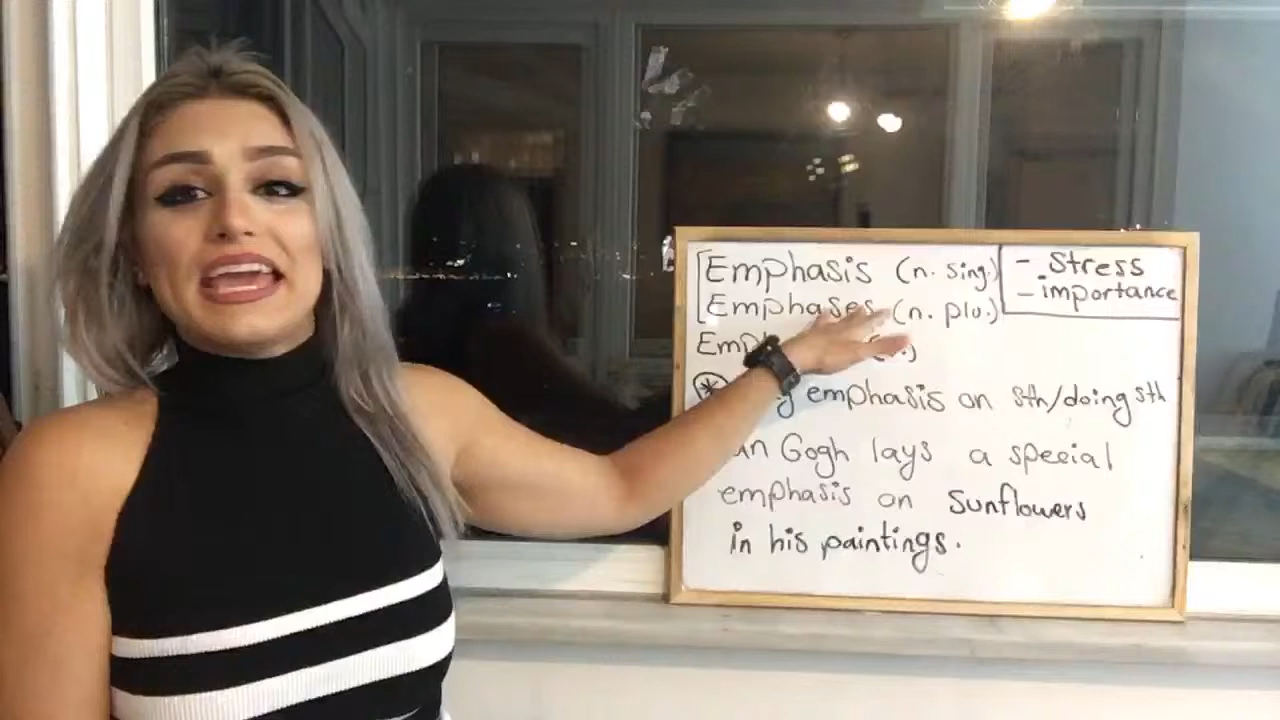 Emphasis (n. sing.)
Emphases (n. plu.)
- Stress
- importance
emphasis on sth/doing sth
Gogh lays a special
emphasis on sunflowers
in his paintings.